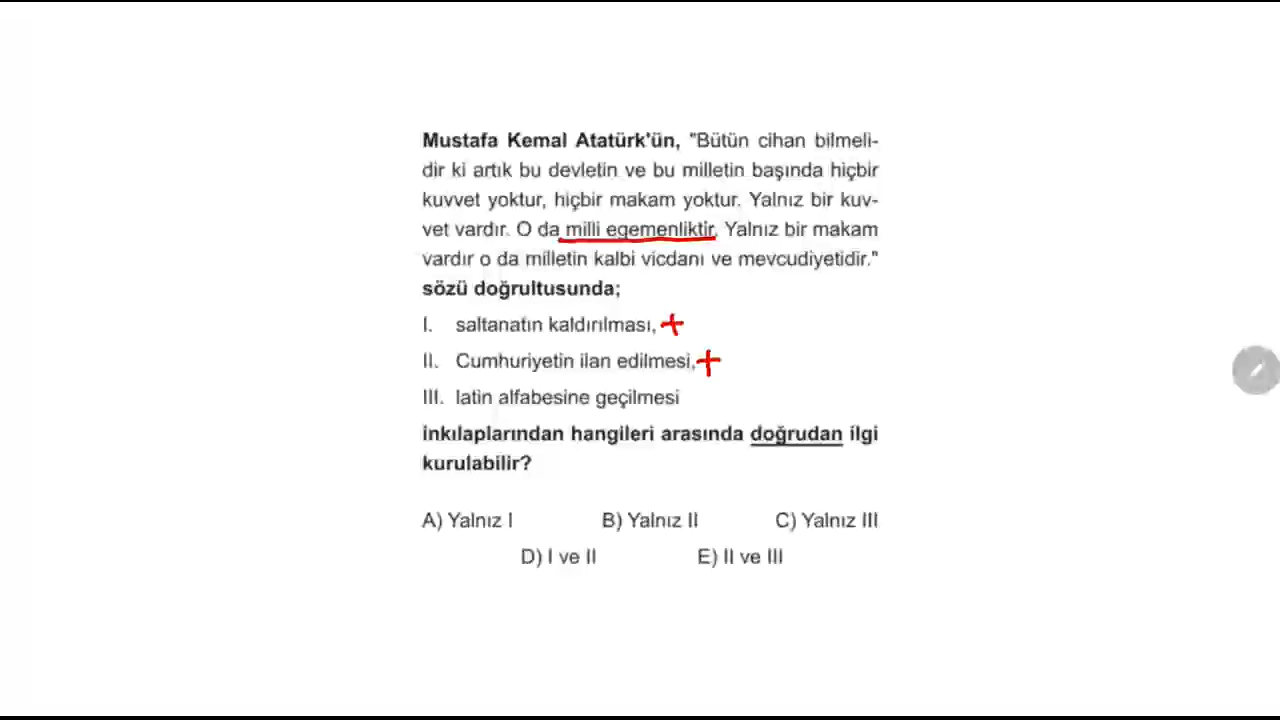 Mustafa Kemal Atatürk'ün, "Bütün cihan bilmeli-
dir ki artık bu devletin ve bu milletin başında hiçbir
kuvvet yoktur, hiçbir makam yoktur. Yalnız bir kuv-
vet vardır. O da milli egemenliktir. Yalnız bir makam
vardır o da milletin kalbi vicdanı ve mevcudiyetidir."
sözü doğrultusunda;
I. saltanatın kaldırılması, +
II. Cumhuriyetin ilan edilmesi, +
III. latin alfabesine geçilmesi
inkılaplarından hangileri arasında doğrudan ilgi
kurulabilir?
A) Yalnız I B) Yalnız II C) Yalnız III
D) I ve II E) II ve III